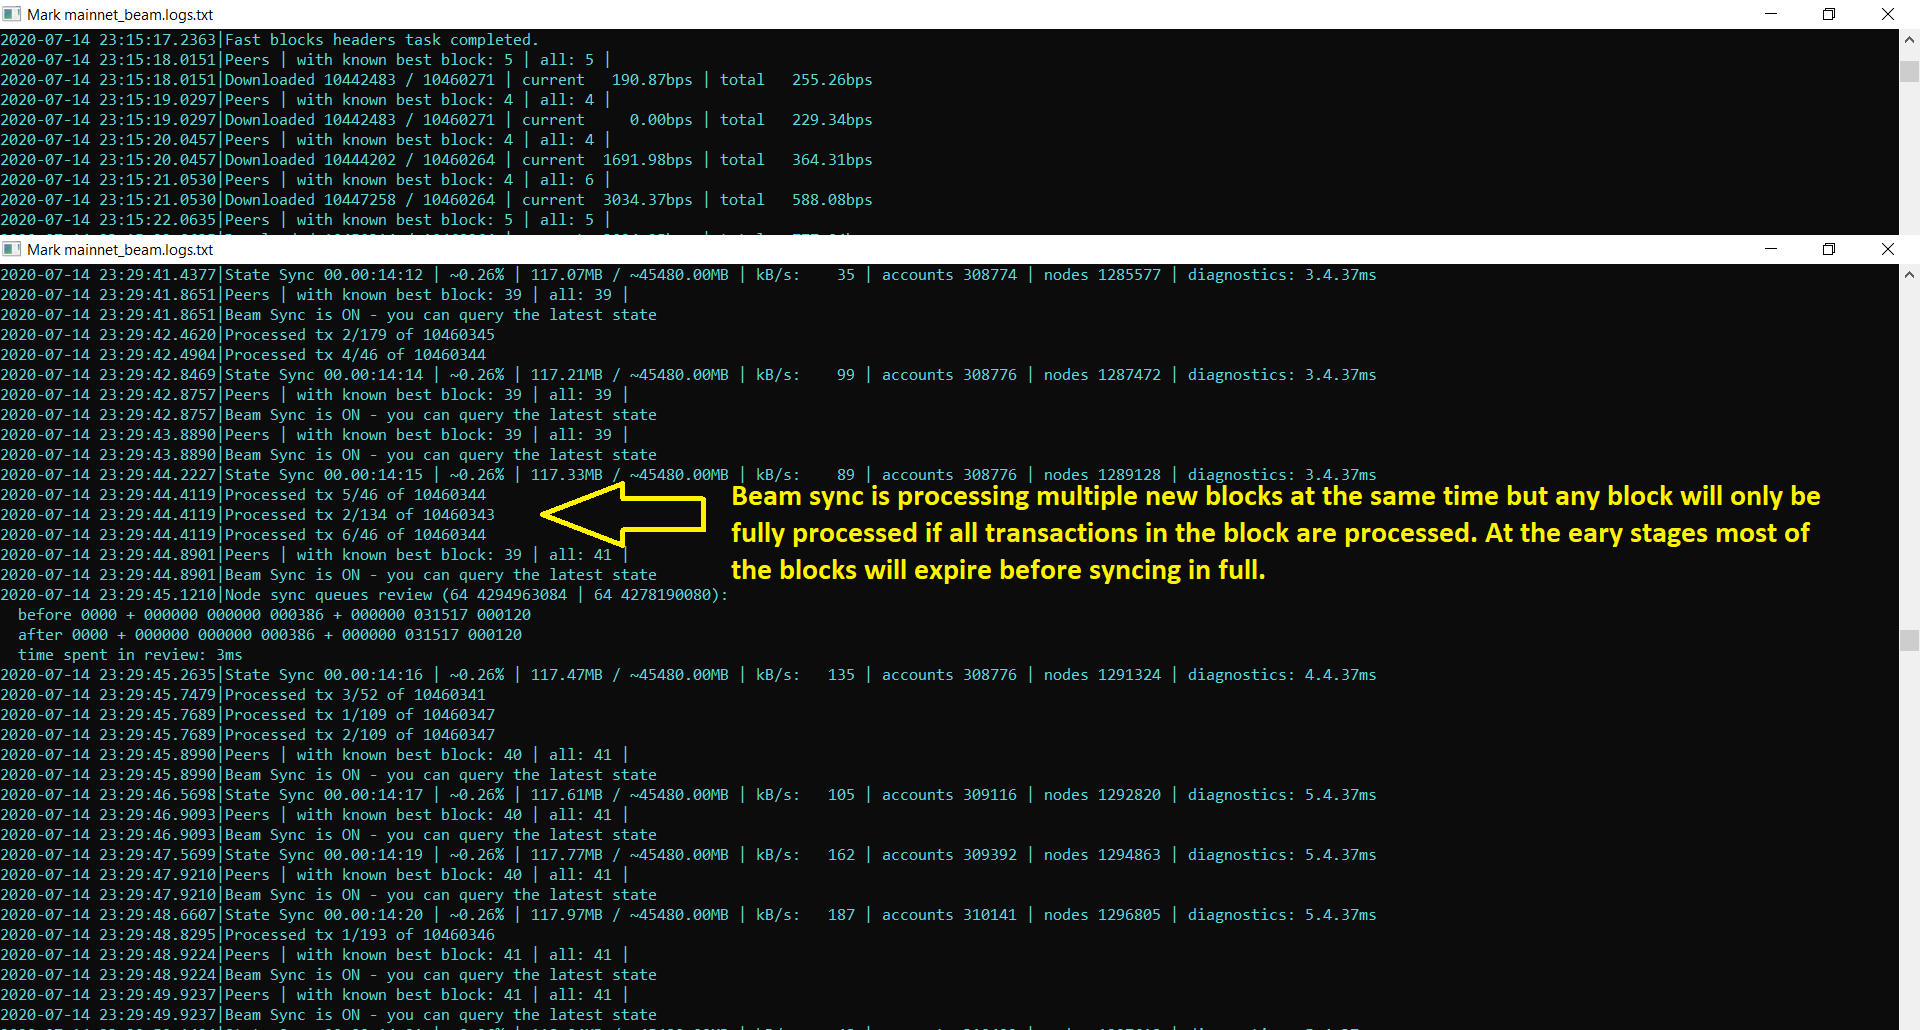 Mark mainnet_beam.logs.txt
2020-07-14 23:15:17.2363|Fast blocks headers task completed.
2020-07-14 23:15:18.0151|Peers | with known best block: 5 | all: 5 |
2020-07-14 23:15:18.0151|Downloaded 10442483 / 10460271 | current   190.87bps | total   255.26bps
2020-07-14 23:15:19.0297|Peers | with known best block: 4 | all: 4 |
2020-07-14 23:15:19.0297|Downloaded 10442483 / 10460271 | current     0.00bps | total   229.34bps
2020-07-14 23:15:20.0457|Peers | with known best block: 4 | all: 4 |
2020-07-14 23:15:20.0457|Downloaded 10444202 / 10460264 | current  1691.98bps | total   364.31bps
2020-07-14 23:15:21.0530|Peers | with known best block: 4 | all: 6 |
2020-07-14 23:15:21.0530|Downloaded 10447258 / 10460264 | current  3034.37bps | total   588.08bps
2020-07-14 23:15:22.0635|Peers | with known best block: 5 | all: 5 |
Mark mainnet_beam.logs.txt
2020-07-14 23:29:41.4377|State Sync 00.00:14:12 | ~0.26% | 117.07MB / ~45480.00MB | kB/s:    35 | accounts 308774 | nodes 1285577 | diagnostics: 3.4.37ms
2020-07-14 23:29:41.8651|Peers | with known best block: 39 | all: 39 |
2020-07-14 23:29:41.8651|Beam Sync is ON - you can query the latest state
2020-07-14 23:29:42.4620|Processed tx 2/179 of 10460345
2020-07-14 23:29:42.4904|Processed tx 4/46 of 10460344
2020-07-14 23:29:42.8469|State Sync 00.00:14:14 | ~0.26% | 117.21MB / ~45480.00MB | kB/s:    99 | accounts 308776 | nodes 1287472 | diagnostics: 3.4.37ms
2020-07-14 23:29:42.8757|Peers | with known best block: 39 | all: 39 |
2020-07-14 23:29:42.8757|Beam Sync is ON - you can query the latest state
2020-07-14 23:29:43.8890|Peers | with known best block: 39 | all: 39 |
2020-07-14 23:29:43.8890|Beam Sync is ON - you can query the latest state
2020-07-14 23:29:44.2227|State Sync 00.00:14:15 | ~0.26% | 117.33MB / ~45480.00MB | kB/s:    89 | accounts 308776 | nodes 1289128 | diagnostics: 3.4.37ms
2020-07-14 23:29:44.4119|Processed tx 5/46 of 10460344
2020-07-14 23:29:44.4119|Processed tx 2/134 of 10460343
2020-07-14 23:29:44.4119|Processed tx 6/46 of 10460344
2020-07-14 23:29:44.8901|Peers | with known best block: 39 | all: 41 |
2020-07-14 23:29:44.8901|Beam Sync is ON - you can query the latest state
Beam sync is processing multiple new blocks at the same time but any block will only be
fully processed if all transactions in the block are processed. At the eary stages most of
the blocks will expire before syncing in full.
2020-07-14 23:29:45.1210|Node sync queues review (64 4294963084 | 64 4278190080):
before 0000 + 000000 000000 000386 + 000000 031517 000120
after 0000 + 000000 000000 000386 + 000000 031517 000120
time spent in review: 3ms
2020-07-14 23:29:45.2635|State Sync 00.00:14:16 | ~0.26% | 117.47MB / ~45480.00MB | kB/s:   135 | accounts 308776 | nodes 1291324 | diagnostics: 4.4.37ms
2020-07-14 23:29:45.7479|Processed tx 3/52 of 10460341
2020-07-14 23:29:45.7689|Processed tx 1/109 of 10460347
2020-07-14 23:29:45.7689|Processed tx 2/109 of 10460347
2020-07-14 23:29:45.8990|Peers | with known best block: 40 | all: 41 |
2020-07-14 23:29:45.8990|Beam Sync is ON - you can query the latest state
2020-07-14 23:29:46.5698|State Sync 00.00:14:17 | ~0.26% | 117.61MB / ~45480.00MB | kB/s:   105 | accounts 309116 | nodes 1292820 | diagnostics: 5.4.37ms
2020-07-14 23:29:46.9093|Peers | with known best block: 40 | all: 41 |
2020-07-14 23:29:46.9093|Beam Sync is ON - you can query the latest state
2020-07-14 23:29:47.5699|State Sync 00.00:14:19 | ~0.26% | 117.77MB / ~45480.00MB | kB/s:   162 | accounts 309392 | nodes 1294863 | diagnostics: 5.4.37ms
2020-07-14 23:29:47.9210|Peers | with known best block: 40 | all: 41 |
2020-07-14 23:29:47.9210|Beam Sync is ON - you can query the latest state
2020-07-14 23:29:48.6607|State Sync 00.00:14:20 | ~0.26% | 117.97MB / ~45480.00MB | kB/s:   187 | accounts 310141 | nodes 1296805 | diagnostics: 5.4.37ms
2020-07-14 23:29:48.8295|Processed tx 1/193 of 10460346
2020-07-14 23:29:48.9224|Peers | with known best block: 41 | all: 41 |
2020-07-14 23:29:48.9224|Beam Sync is ON - you can query the latest state
2020-07-14 23:29:49.9237|Peers | with known best block: 41 | all: 41 |
2020-07-14 23:29:49.9237|Beam Sync is ON - you can query the latest state